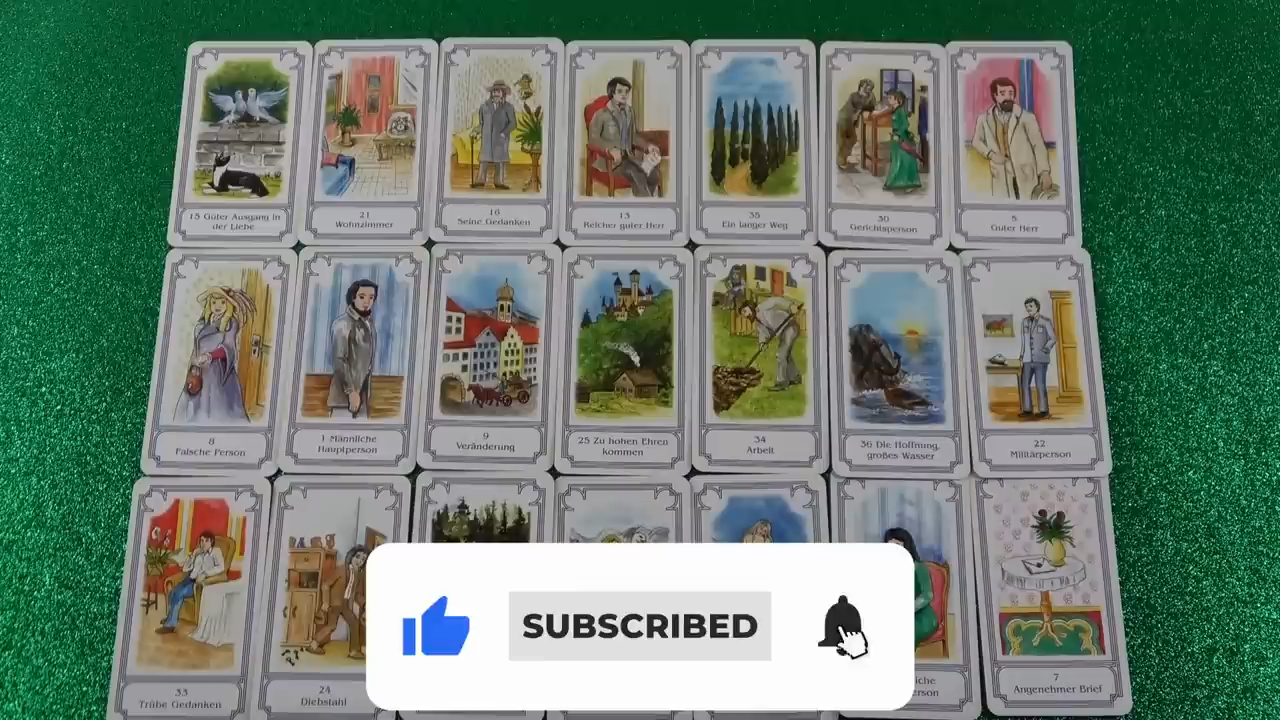 15 Guter Ausgang in
der Liebe
21
Wohnzimmer
16
Seine Gedanken
13
Reicher guter Herr
35
Ein langer Weg
30
Gerichtsperson
5
Guter Herr
8
Falsche Person
1 Männliche
Hauptperson
9
Veränderung
25 Zu hohen Ehren
kommen
34
Arbeit
36 Die Hoffnung,
großes Wasser
22
Militärperson
33
Trübe Gedanken
24
Diebstahl
SUBSCRIBED
iche
erson
7
Angenehmer Brief